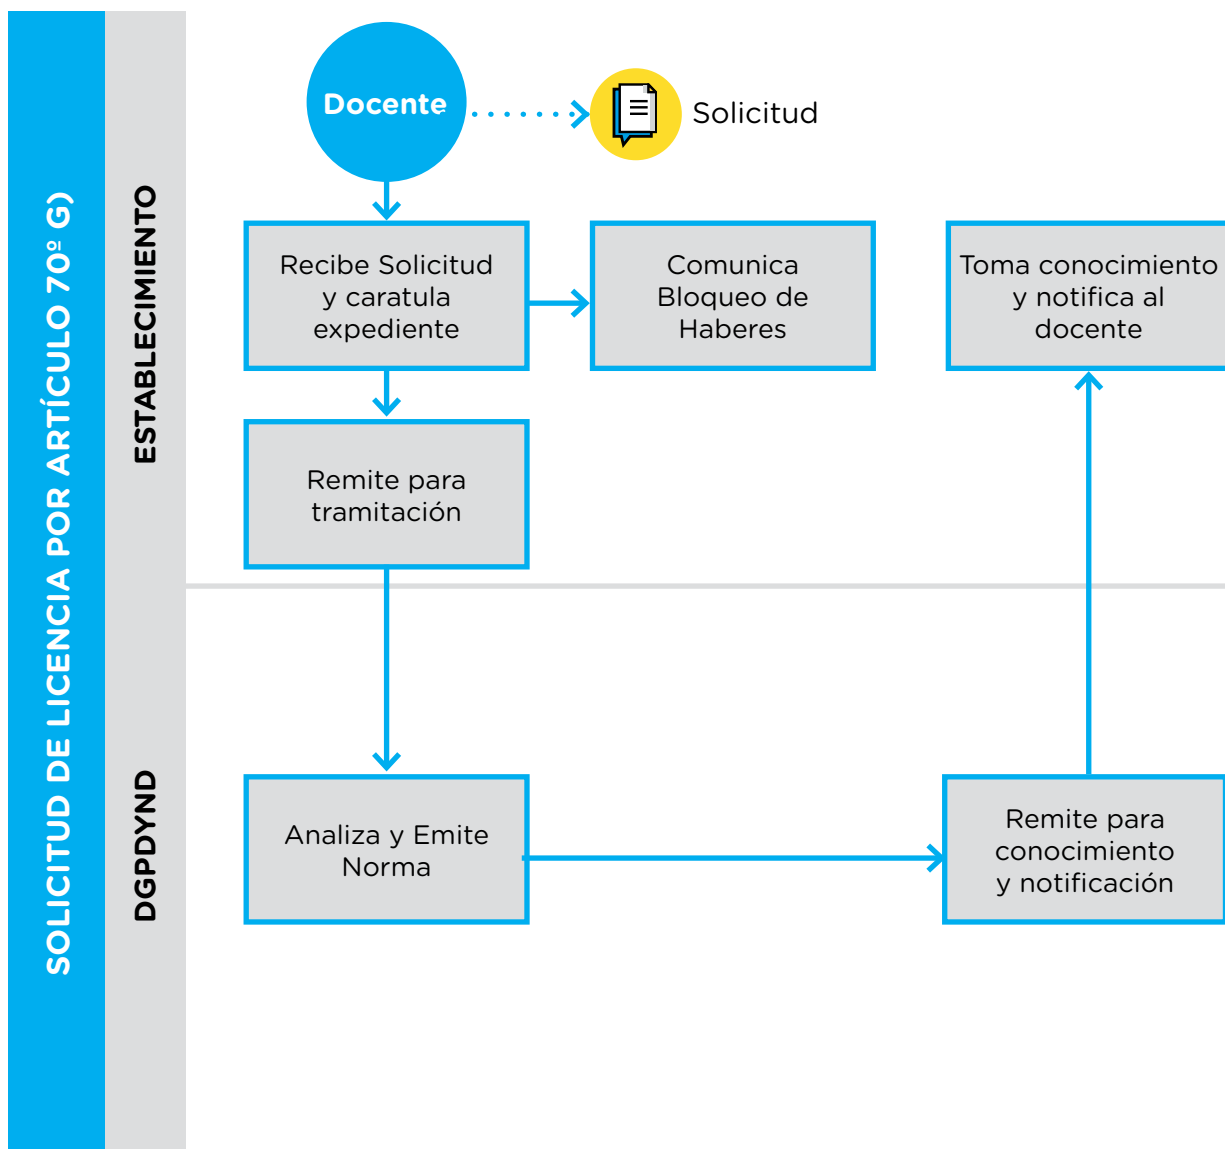 SOLICITUD DE LICENCIA POR ARTÍCULO 70º G)
ESTABLECIMIENTO
Docente
Solicitud
Recibe Solicitud
y caratula
expediente
Comunica
Bloqueo de
Haberes
Toma conocimiento
y notifica al
docente
Remite para
tramitación
DGPDYND
Analiza y Emite
Norma
Remite para
conocimiento
y notificación